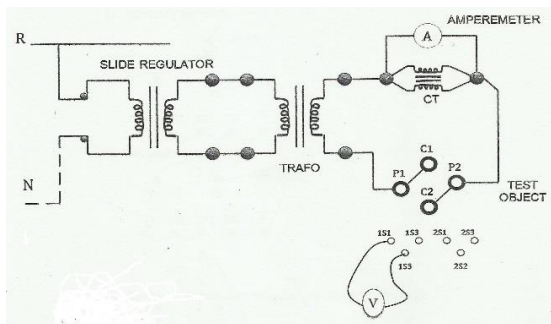 AMPEREMETER
R
A
SLIDE REGULATOR
CT
C1
P1
P2
TRAFO
C2
N
TEST
OBJECT
1S1
1S3
2S1
2S3
1S3
2S2
V